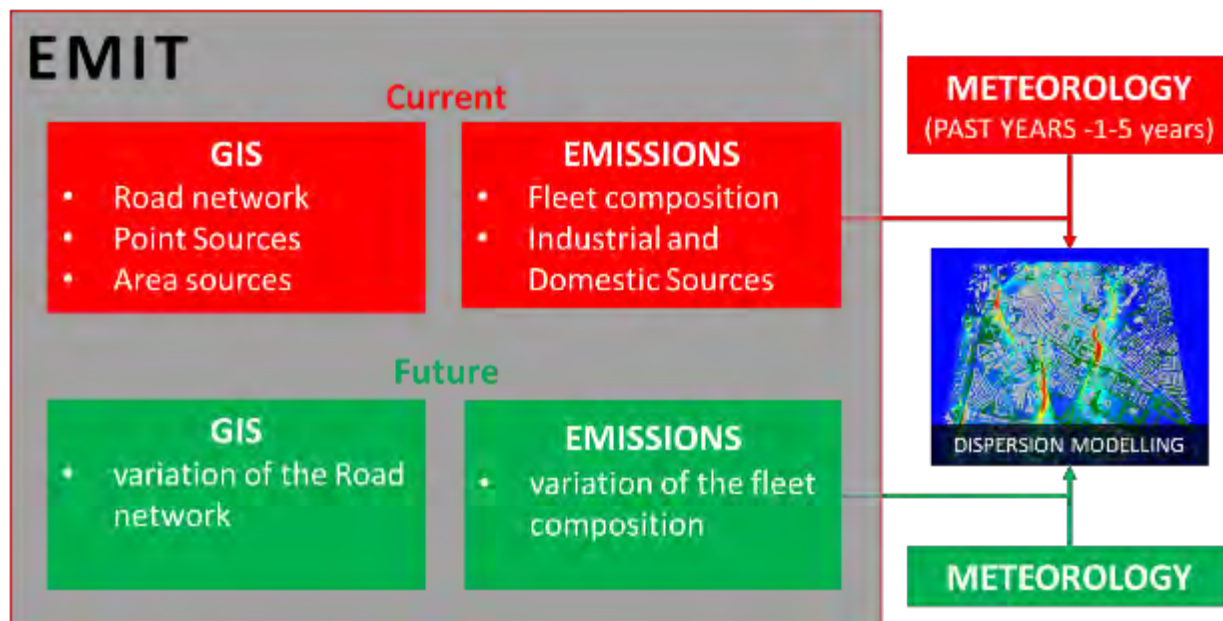 EMIT
Current
GIS
• Road network
• Point Sources
• Area sources
EMISSIONS
• Fleet composition
• Industrial and
Domestic Sources
METEOROLOGY
(PAST YEARS -1-5 years)
DISPERSION MODELLING
Future
GIS
• variation of the Road
network
EMISSIONS
• variation of the fleet
composition
METEOROLOGY